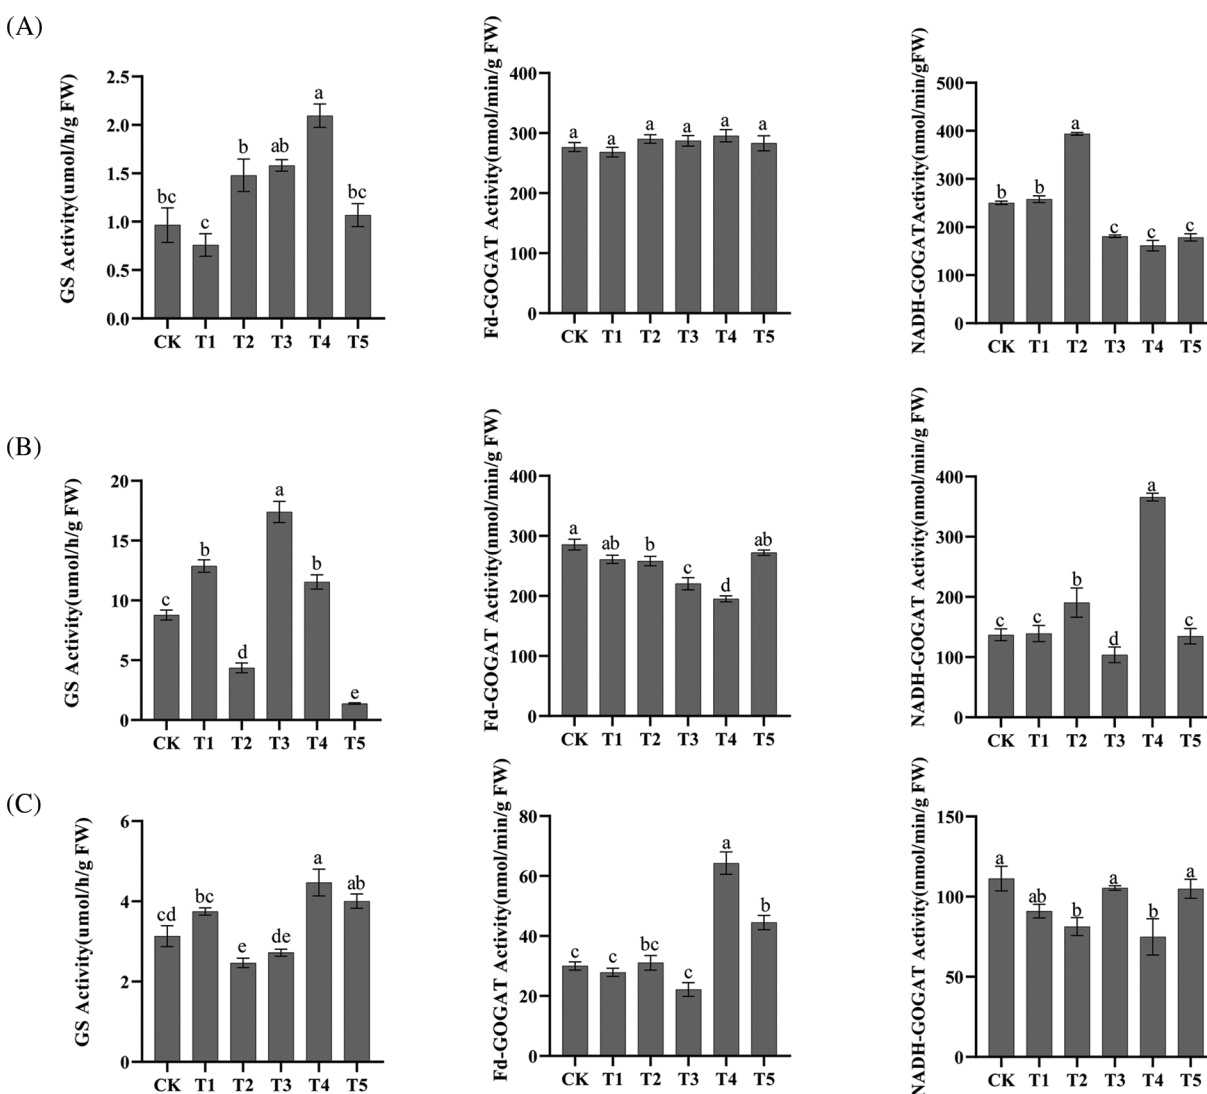 (A)
GS Activity(umol/h/g FW)
2.5
2.0
1.5
1.0
0.5
0.0
bc
c
b
ab
a
bc
CK T1 T2 T3 T4 T5
Fd-GOGAT Activity(nmol/min/g FW)
400
300
200
100
0
a a a a a a
CK T1 T2 T3 T4 T5
NADH-GOGATActivity(nmol/min/gFW)
500
400
300
200
100
0
b b a c c c
CK T1 T2 T3 T4 T5
(B)
GS Activity(umol/h/g FW)
20
15
10
5
0
c b d a b e
CK T1 T2 T3 T4 T5
Fd-GOGAT Activity(nmol/min/g FW)
400
300
200
100
0
a ab b c d ab
CK T1 T2 T3 T4 T5
NADH-GOGAT Activity(nmol/min/gFW)
400
300
200
100
0
c c b d a c
CK T1 T2 T3 T4 T5
(C)
GS Activity(umol/h/g FW)
6
4
2
0
cd bc e de a ab
CK T1 T2 T3 T4 T5
Fd-GOGAT Activity(nmol/min/g FW)
80
60
40
20
0
c c bc c a b
CK T1 T2 T3 T4 T5
NADH-GOGAT Activity(nmol/min/g FW)
150
100
50
0
a ab b a b a
CK T1 T2 T3 T4 T5